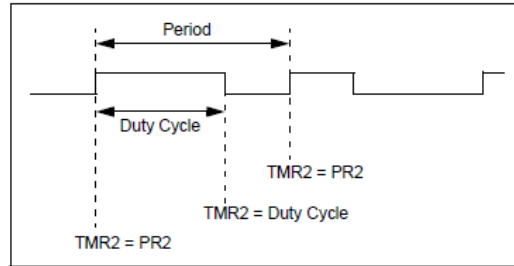 Period
Duty Cycle
TMR2 = PR2
TMR2 = Duty Cycle
TMR2 = PR2